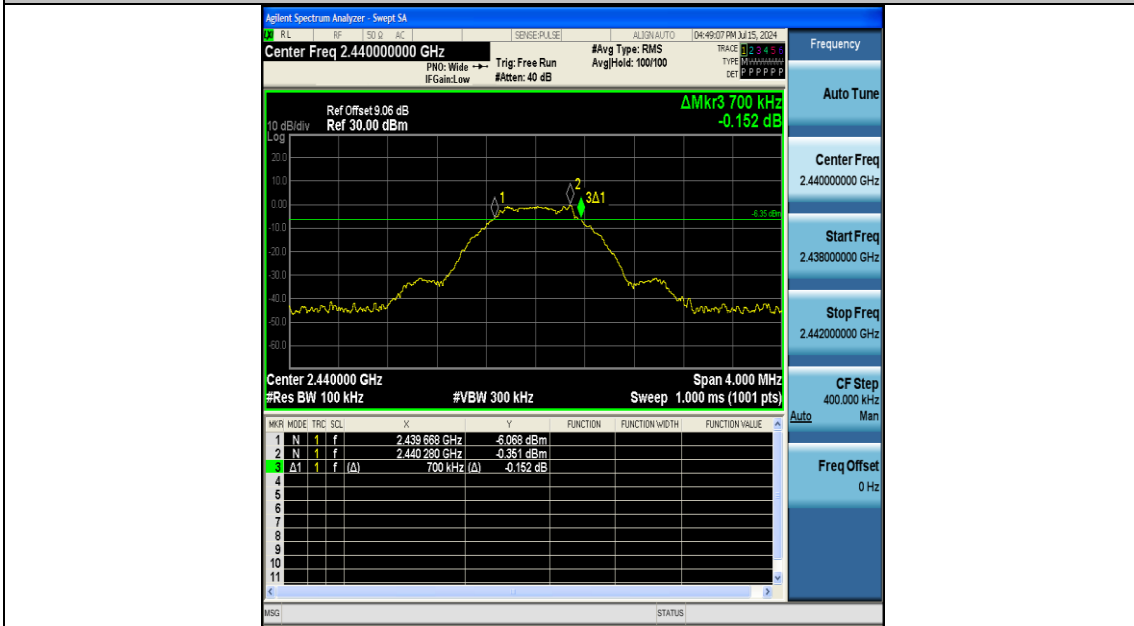 Agilent Spectrum Analyzer - Swept SA
RL RF 50 Ω AC SENSE:PULSE ALIGNAUTO 04:49:07 PM Jul 15, 2024
Center Freq 2.440000000 GHz #Avg Type: RMS TRACE 1 2 3 4 5 6
PNO: Wide Trig: Free Run Avg|Hold: 100/100 TYPE M
IFGain:Low #Atten: 40 dB DET P P P P P P
Frequency
Auto Tune
Center Freq
2.440000000 GHz
Start Freq
2.438000000 GHz
Stop Freq
2.442000000 GHz
CF Step
400.000 kHz
Auto Man
Freq Offset
0 Hz
ΔMkr3 700 kHz
-0.152 dB
Ref Offset 9.06 dB
10 dB/div Ref 30.00 dBm
Log
20.0
10.0
0.00
-10.0
-20.0
-30.0
-40.0
-50.0
-60.0
1
2
3Δ1
-6.35 dBm
Center 2.440000 GHz Span 4.000 MHz
#Res BW 100 kHz #VBW 300 kHz Sweep 1.000 ms (1001 pts)
MKR MODE TRC SCL X Y FUNCTION FUNCTION WIDTH FUNCTION VALUE
1 N 1 f 2.439 668 GHz -6.068 dBm
2 N 1 f 2.440 280 GHz -0.351 dBm
3 Δ1 1 f (Δ) 700 kHz (Δ) -0.152 dB
4
5
6
7
8
9
10
11
MSG STATUS